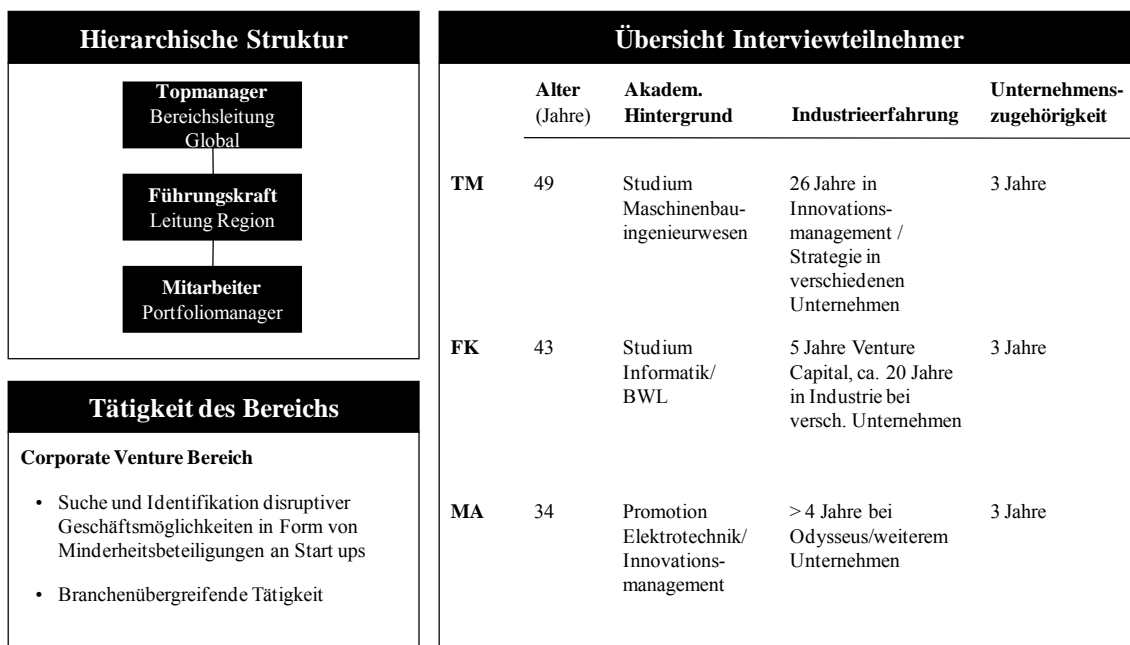 Hierarchische Struktur
Topmanager
Bereichsleitung
Global
Führungskraft
Leitung Region
Mitarbeiter
Portfoliomanager
Tätigkeit des Bereichs
Corporate Venture Bereich
• Suche und Identifikation disruptiver
Geschäftsmöglichkeiten in Form von
Minderheitsbeteiligungen an Start ups
• Branchenübergreifende Tätigkeit
Übersicht Interviewteilnehmer
Alter
(Jahre)
Akadem.
Hintergrund
Industrieerfahrung
Unternehmens-
zugehörigkeit
TM
49
Studium
Maschinenbau-
ingenieurwesen
26 Jahre in
Innovations-
management /
Strategie in
verschiedenen
Unternehmen
3 Jahre
FK
43
Studium
Informatik/
BWL
5 Jahre Venture
Capital, ca. 20 Jahre
in Industrie bei
versch. Unternehmen
3 Jahre
MA
34
Promotion
Elektrotechnik/
Innovations-
management
> 4 Jahre bei
Odysseus/weiterem
Unternehmen
3 Jahre